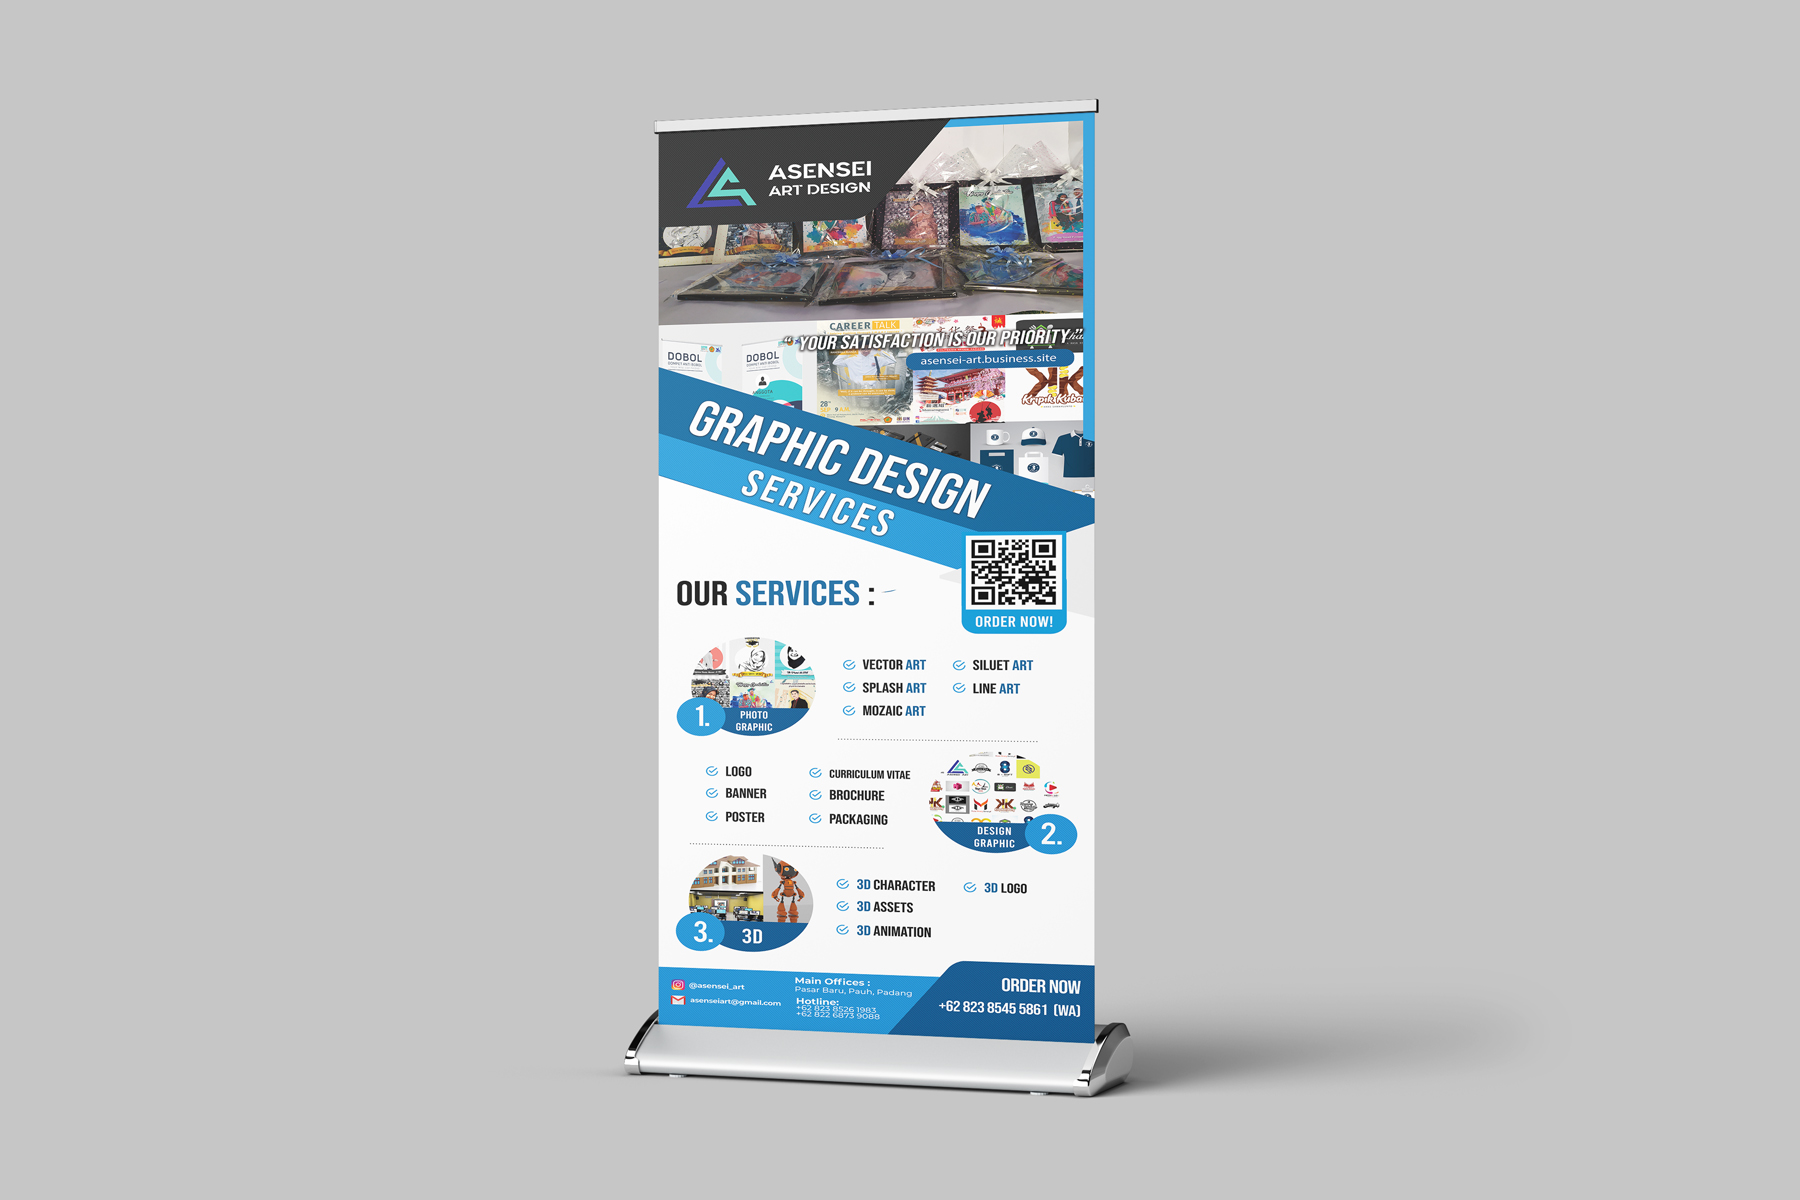 ASENSEI
ART DESIGN
CAREER TALK
“ YOUR SATISFACTION IS OUR PRIORITY”
asensei-art.business.site
DOBOL
DOBOL
Kripik Kubang
GRAPHIC DESIGN
SERVICES
ORDER NOW!
OUR SERVICES :
VECTOR ART
SPLASH ART
MOZAIC ART
SILUET ART
LINE ART
1.
PHOTO
GRAPHIC
LOGO
BANNER
POSTER
CURRICULUM VITAE
BROCHURE
PACKAGING
DESIGN
GRAPHIC
2.
3D CHARACTER
3D ASSETS
3D ANIMATION
3D LOGO
3.
3D
@asensei_art
asenseiart@gmail.com
Main Offices :
Pasar Baru, Pauh, Padang
Hotline:
+62 823 8526 1983
+62 822 6873 9088
ORDER NOW
+62 823 8545 5861 (WA)